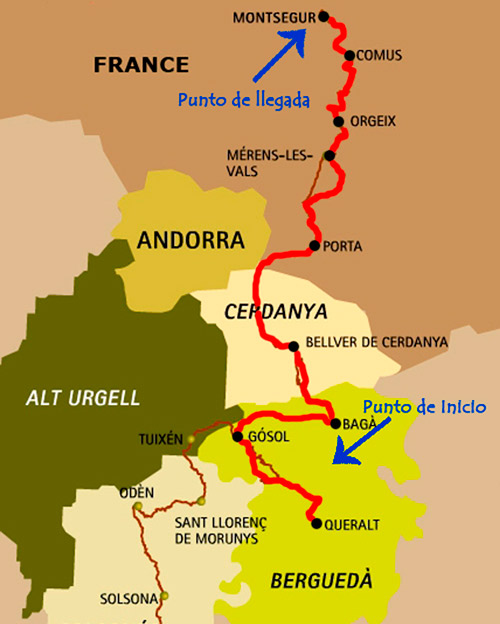 MONTSEGUR
COMUS
FRANCE
Punto de llegada
ORGEIX
MÉRENS-LES-
VALS
ANDORRA
PORTA
CERDANYA
BELLVER DE CERDANYA
ALT URGELL
Punto de Inicio
BAGÀ
TUIXÉN
GÓSOL
ODÈN
SANT LLORENÇ
DE MORUNYS
QUERALT
BERGUEDÀ
SOLSONA